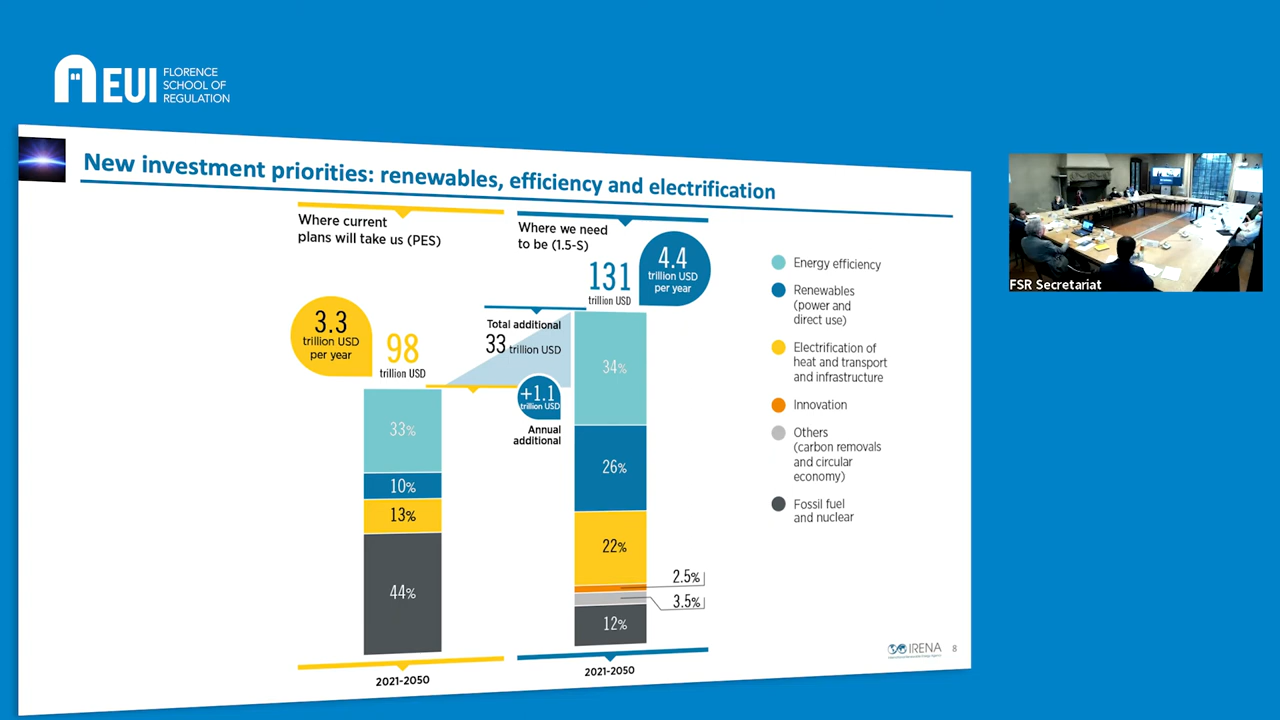 EUI
FLORENCE
SCHOOL OF
REGULATION
New investment priorities: renewables, efficiency and electrification
Where current
plans will take us (PES)
3.3
trillion USD
per year
98
trillion USD
33%
10%
13%
44%
2021-2050
Where we need
to be (1.5-S)
131
trillion USD
4.4
trillion USD
per year
Total additional
33 trillion USD
+1.1
trillion USD
Annual
additional
34%
26%
22%
2.5%
3.5%
12%
2021-2050
Energy efficiency
Renewables
(power and
direct use)
Electrification of
heat and transport
and infrastructure
Innovation
Others
(carbon removals
and circular
economy)
Fossil fuel
and nuclear
IRENA
8
FSR Secretariat